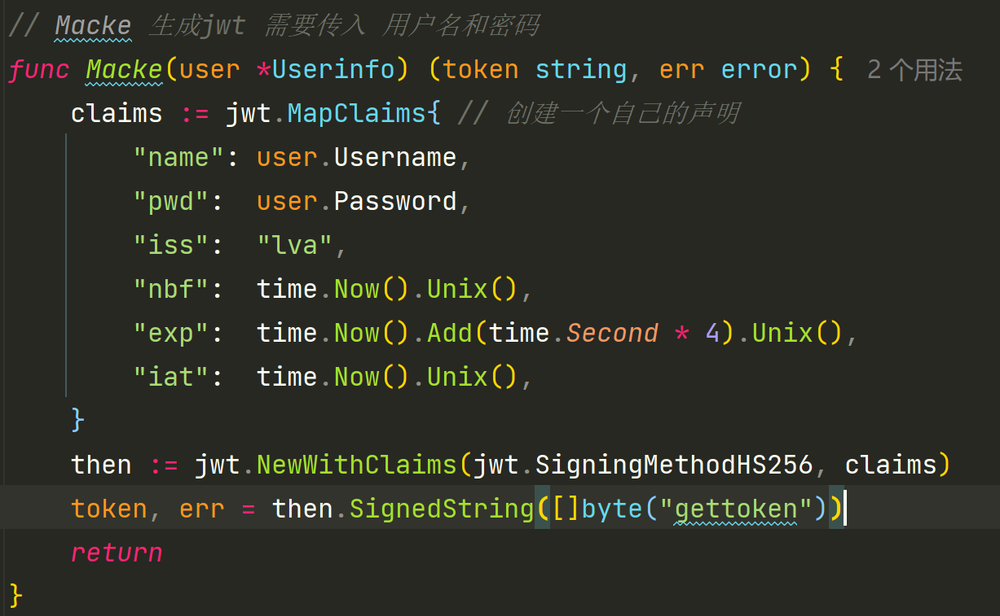 // Macke 生成jwt 需要传入 用户名和密码
func Macke(user *Userinfo) (token string, err error) { 2 个用法
    claims := jwt.MapClaims{ // 创建一个自己的声明
        "name": user.Username,
        "pwd":  user.Password,
        "iss":  "lva",
        "nbf":  time.Now().Unix(),
        "exp":  time.Now().Add(time.Second * 4).Unix(),
        "iat":  time.Now().Unix(),
    }
    then := jwt.NewWithClaims(jwt.SigningMethodHS256, claims)
    token, err = then.SignedString([]byte("gettoken"))
    return
}